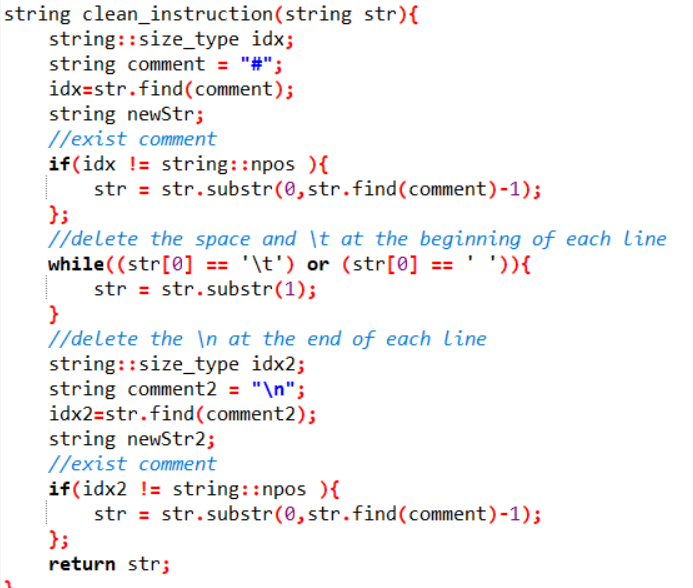 string clean_instruction(string str){
    string::size_type idx;
    string comment = "#";
    idx=str.find(comment);
    string newStr;
    //exist comment
    if(idx != string::npos ){
        str = str.substr(0,str.find(comment)-1);
    };
    //delete the space and \t at the beginning of each line
    while((str[0] == '\t') or (str[0] == ' ')){
        str = str.substr(1);
    }
    //delete the \n at the end of each line
    string::size_type idx2;
    string comment2 = "\n";
    idx2=str.find(comment2);
    string newStr2;
    //exist comment
    if(idx2 != string::npos ){
        str = str.substr(0,str.find(comment)-1);
    };
    return str;
}